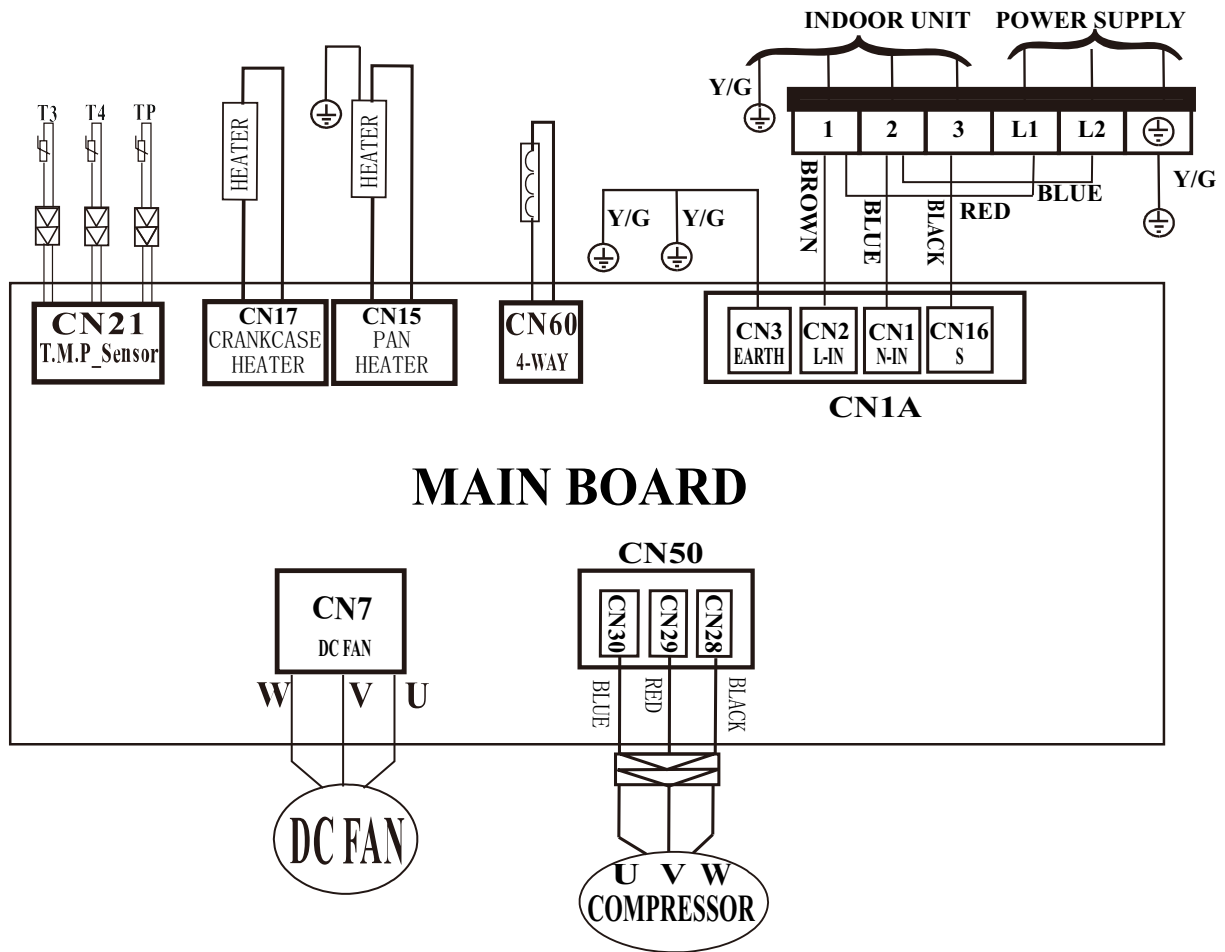 INDOOR UNIT POWER SUPPLY
Y/G
1 2 3 L1 L2
T3 T4 TP
HEATER
HEATER
BROWN
BLUE
BLACK
RED
BLUE
Y/G
Y/G Y/G
CN21
T.M.P_Sensor
CN17
CRANKCASE
HEATER
CN15
PAN
HEATER
CN60
4-WAY
CN3
EARTH
CN2
L-IN
CN1
N-IN
CN16
S
CN1A
MAIN BOARD
CN7
DC FAN
W V U
DC FAN
CN50
CN30
CN29
CN28
BLUE
RED
BLACK
U V W
COMPRESSOR